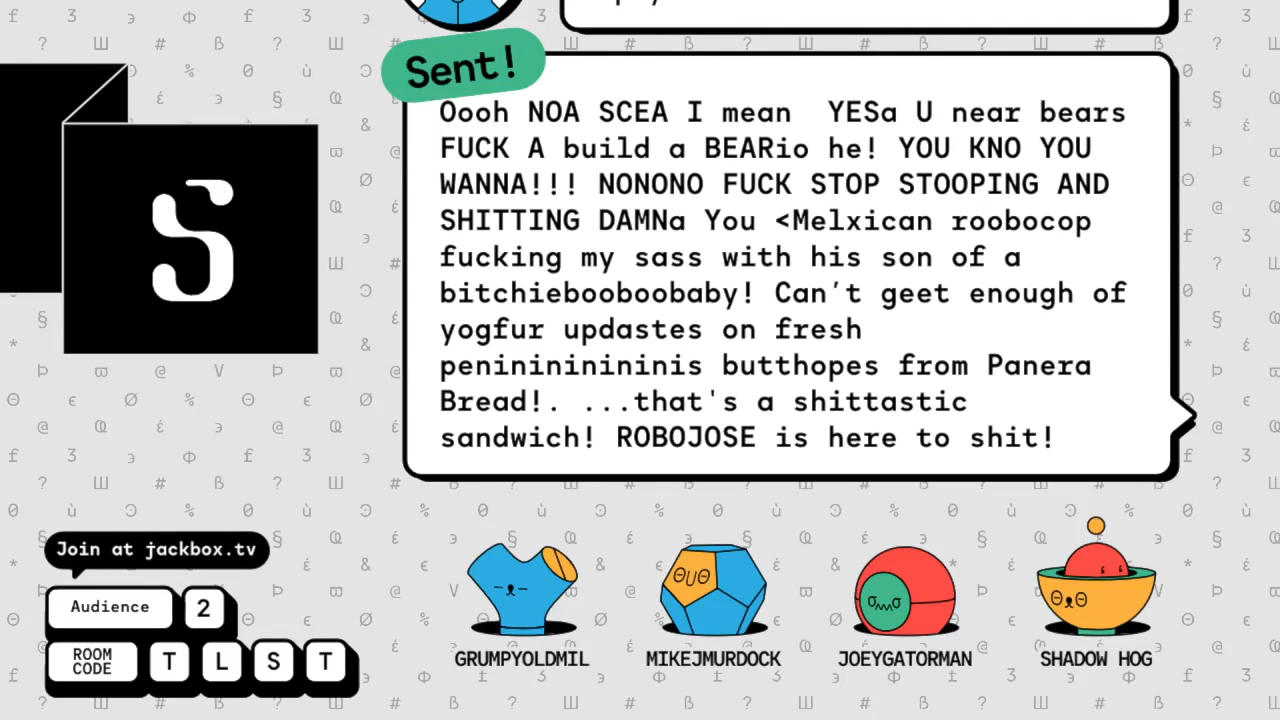 Sent!
Oooh NOA SCEA I mean  YESa U near bears
FUCK A build a BEARio he! YOU KNO YOU
WANNA!!! NONONO FUCK STOP STOOPING AND
SHITTING DAMNa You <Melxican roobocop
fucking my sass with his son of a
bitchiebooboobaby! Can't geet enough of
yogfur updastes on fresh
peninininininis butthopes from Panera
Bread!. ...that's a shittastic
sandwich! ROBOJOSE is here to shit!
S
Join at jackbox.tv
Audience 2
ROOM CODE T L S T
GRUMPYOLDMIL MIKEJMURDOCK JOEYGATORMAN SHADOW HOG